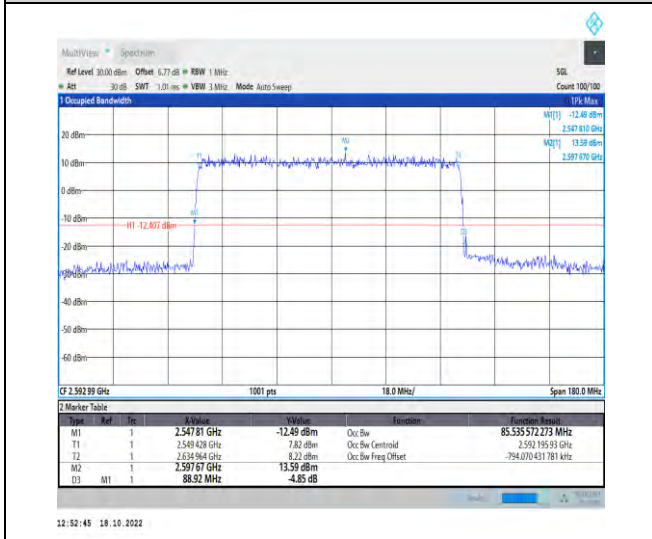 MultiView Spectrum
Ref Level 30.00 dBm Offset 6.77 dB RBW 1 MHz SGL
Att 30 dB SWT 1.01 ms VBW 3 MHz Mode Auto Sweep Count 100/100
1 Occupied Bandwidth 1Pk Max
M1[1] -12.49 dBm
2.547 810 GHz
M2[1] 13.59 dBm
2.597 670 GHz
20 dBm
10 dBm
0 dBm
-10 dBm
H1 -12.407 dBm
-20 dBm
-30 dBm
-40 dBm
-50 dBm
-60 dBm
T1
M2
T2
M1
D3
CF 2.592 99 GHz 1001 pts 18.0 MHz/ Span 180.0 MHz
2 Marker Table
Type Ref Trc X-Value Y-Value Function Function Result
M1 1 2.547 81 GHz -12.49 dBm Occ Bw 85.535 572 273 MHz
T1 1 2.549 428 GHz 7.82 dBm Occ Bw Centroid 2.592 195 93 GHz
T2 1 2.634 964 GHz 8.22 dBm Occ Bw Freq Offset -794.070 431 781 kHz
M2 1 2.597 67 GHz 13.59 dBm
D3 M1 1 88.92 MHz -4.85 dB
12:52:45 18.10.2022